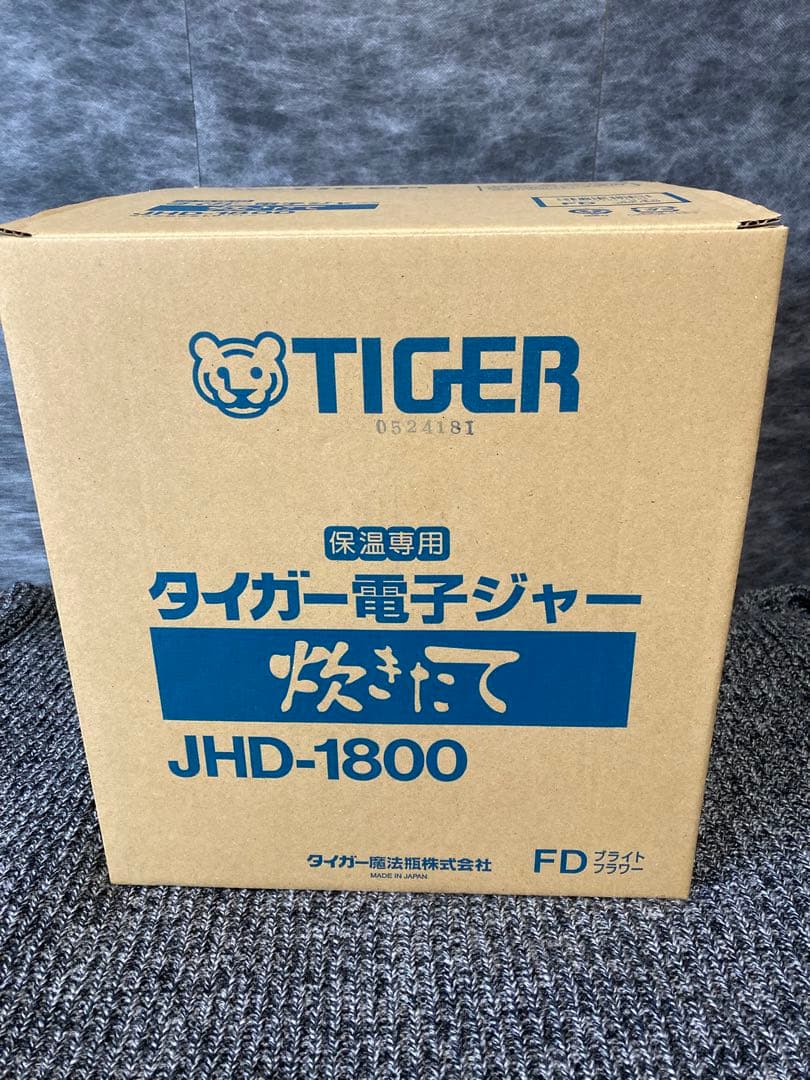 TIGER
052418I
保温専用
タイガー電子ジャー
炊きたて
JHD-1800
タイガー魔法瓶株式会社
MADE IN JAPAN
FD ブライト
フラワー